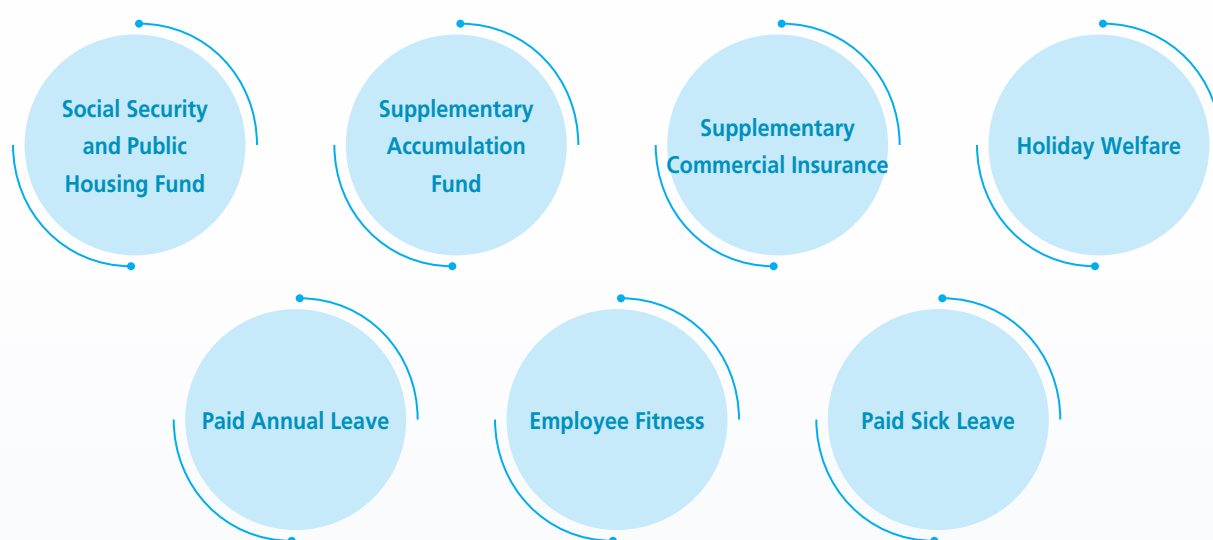 Social Security
and Public
Housing Fund
Supplementary
Accumulation
Fund
Supplementary
Commercial Insurance
Holiday Welfare
Paid Annual Leave
Employee Fitness
Paid Sick Leave